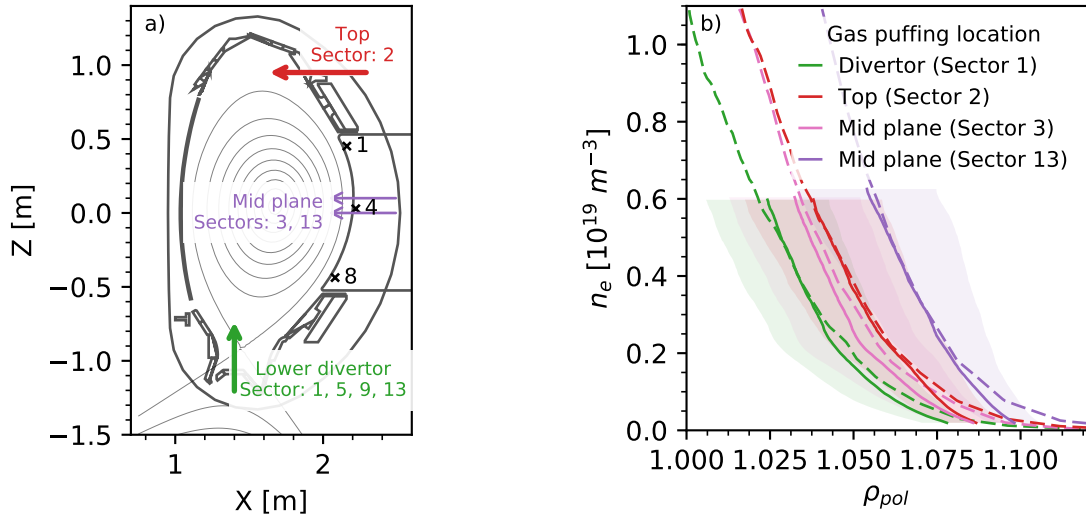 a)
Top
Sector: 2
1
Mid plane
Sectors: 3, 13
4
8
Lower divertor
Sector: 1, 5, 9, 13
1.0
0.5
0.0
−0.5
−1.0
−1.5
Z [m]
1
2
X [m]
b)
Gas puffing location
Divertor (Sector 1)
Top (Sector 2)
Mid plane (Sector 3)
Mid plane (Sector 13)
1.0
0.8
0.6
0.4
0.2
0.0
n_e [10^19 m^−3]
1.000 1.025 1.050 1.075 1.100
ρ_pol